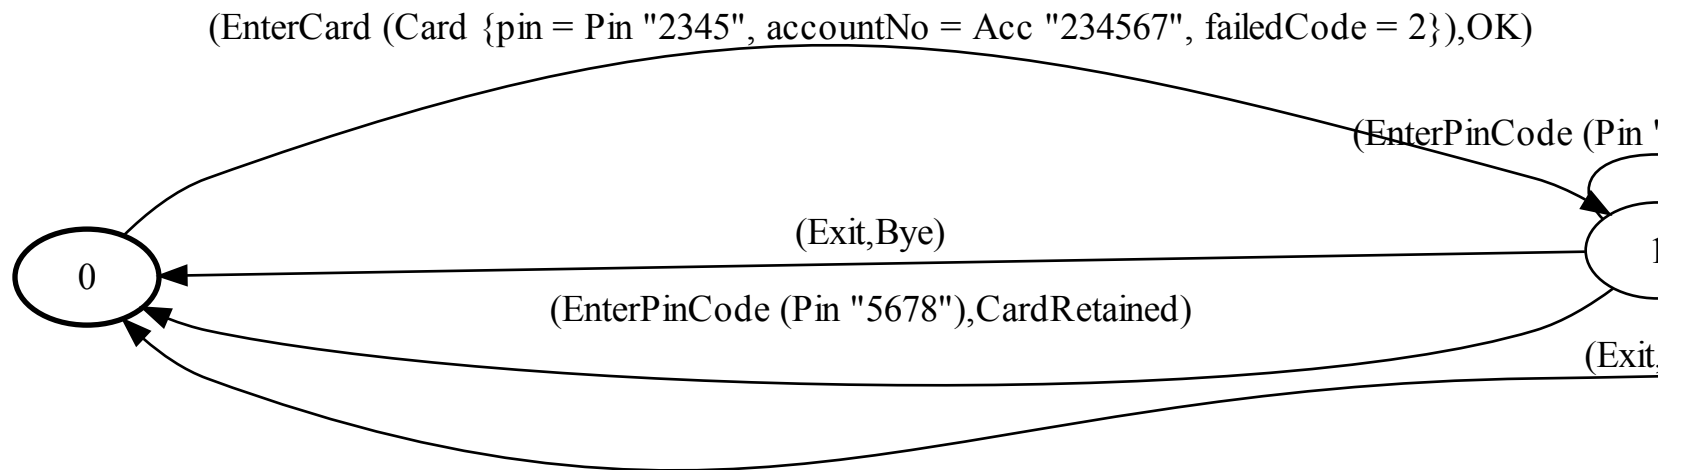 (EnterCard (Card {pin = Pin "2345", accountNo = Acc "234567", failedCode = 2}),OK)
(EnterPinCode (Pin "
(Exit,Bye)
0
(EnterPinCode (Pin "5678"),CardRetained)
(Exit,